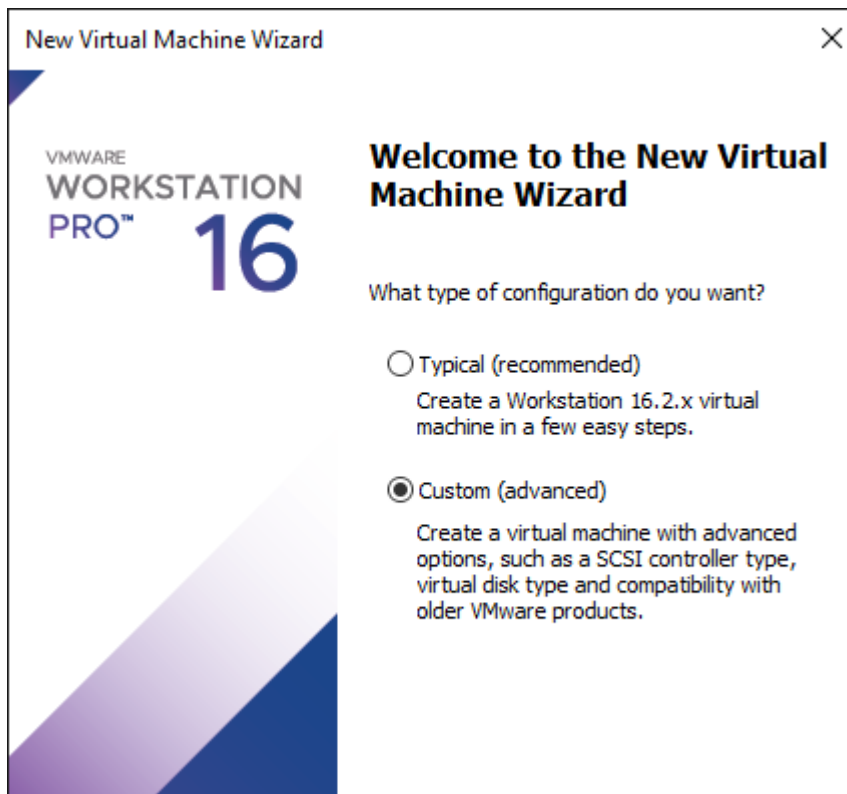 New Virtual Machine Wizard
VMWARE
WORKSTATION
PRO™ 16
Welcome to the New Virtual
Machine Wizard
What type of configuration do you want?
Typical (recommended)
Create a Workstation 16.2.x virtual
machine in a few easy steps.
Custom (advanced)
Create a virtual machine with advanced
options, such as a SCSI controller type,
virtual disk type and compatibility with
older VMware products.